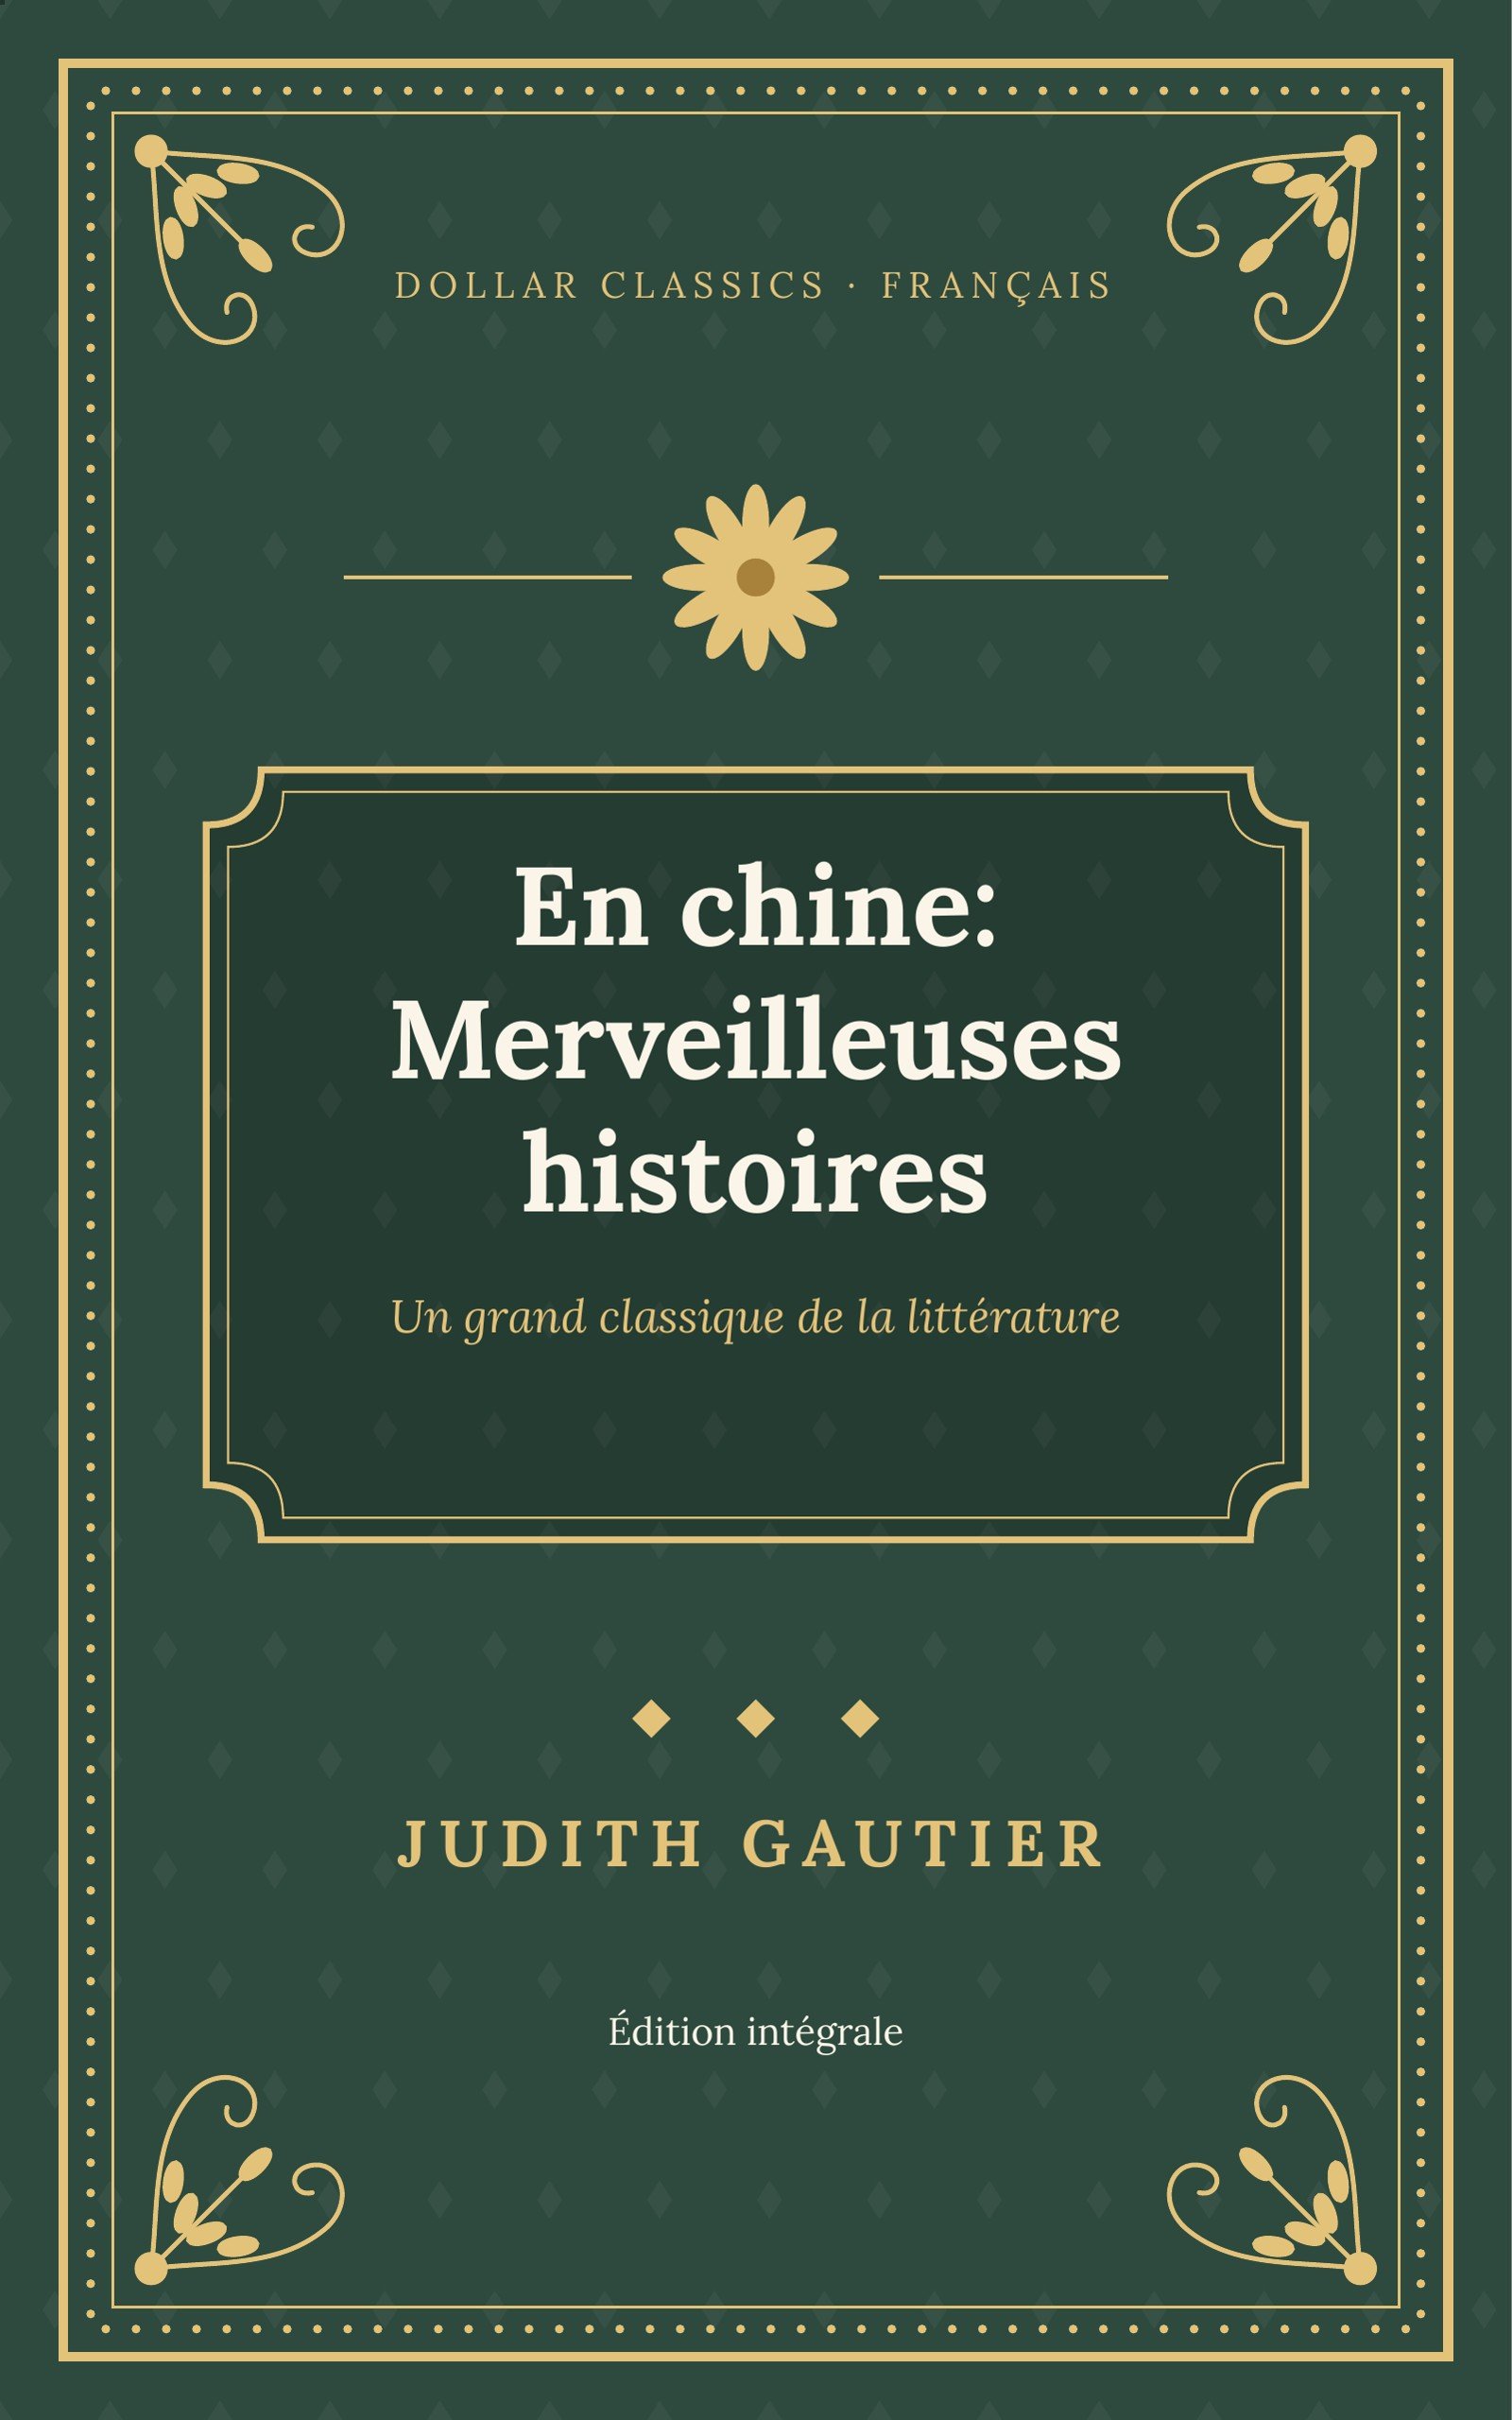 DOLLAR CLASSICS · FRANÇAIS
En chine:
Merveilleuses
histoires
Un grand classique de la littérature
JUDITH GAUTIER
Édition intégrale